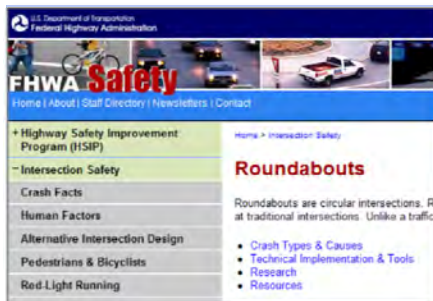 U.S. Department of Transportation
Federal Highway Administration
FHWA Safety
Home | About | Staff Directory | Newsletters | Contact
+ Highway Safety Improvement
Program (HSIP)
Home > Intersection Safety
− Intersection Safety
Roundabouts
Crash Facts
Roundabouts are circular intersections. R
Human Factors
at traditional intersections. Unlike a traffic
Alternative Intersection Design
• Crash Types & Causes
Pedestrians & Bicyclists
• Technical Implementation & Tools
• Research
Red-Light Running
• Resources